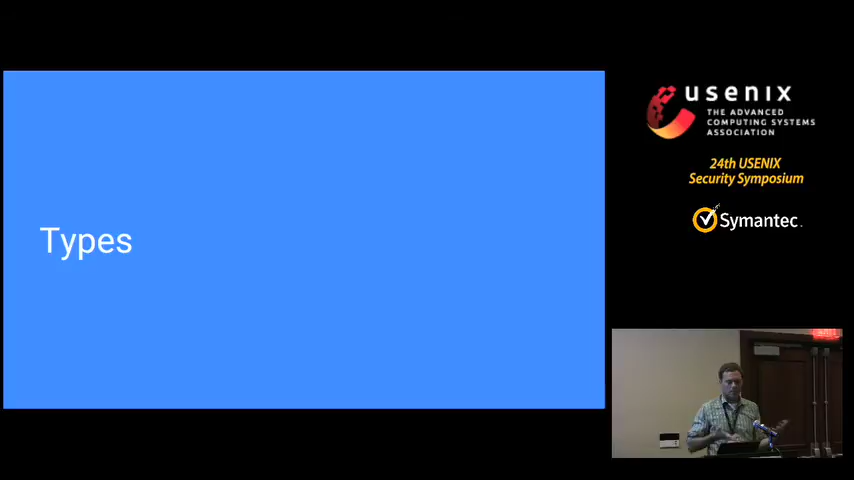 Types
usenix
THE ADVANCED
COMPUTING SYSTEMS
ASSOCIATION
24th USENIX
Security Symposium
Symantec.